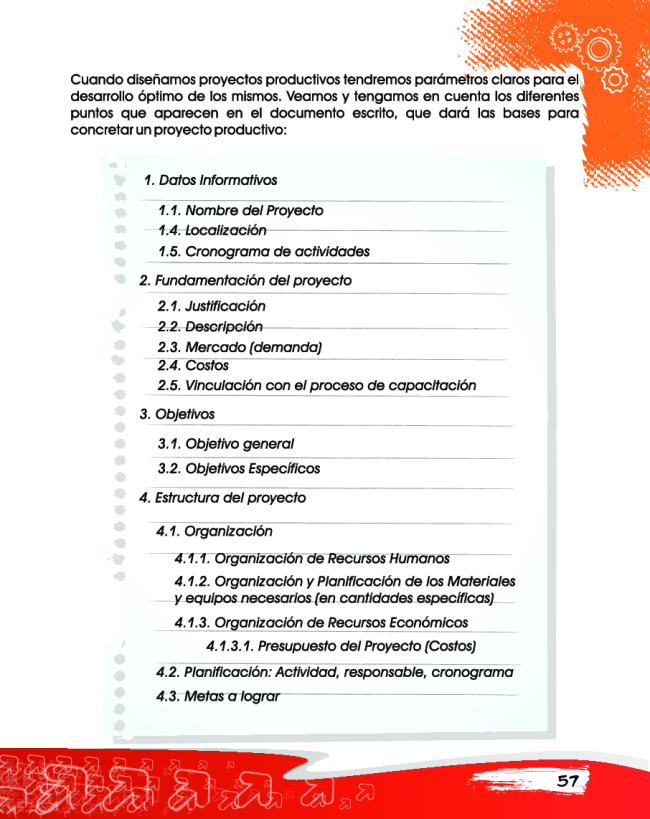 Cuando diseñamos proyectos productivos tendremos parámetros claros para el
desarrollo óptimo de los mismos. Veamos y tengamos en cuenta los diferentes
puntos que aparecen en el documento escrito, que dará las bases para
concretar un proyecto productivo:
1. Datos Informativos
1.1. Nombre del Proyecto
1.4. Localización
1.5. Cronograma de actividades
2. Fundamentación del proyecto
2.1. Justificación
2.2. Descripción
2.3. Mercado (demanda)
2.4. Costos
2.5. Vinculación con el proceso de capacitación
3. Objetivos
3.1. Objetivo general
3.2. Objetivos Específicos
4. Estructura del proyecto
4.1. Organización
4.1.1. Organización de Recursos Humanos
4.1.2. Organización y Planificación de los Materiales
y equipos necesarios (en cantidades específicas)
4.1.3. Organización de Recursos Económicos
4.1.3.1. Presupuesto del Proyecto (Costos)
4.2. Planificación: Actividad, responsable, cronograma
4.3. Metas a lograr
57